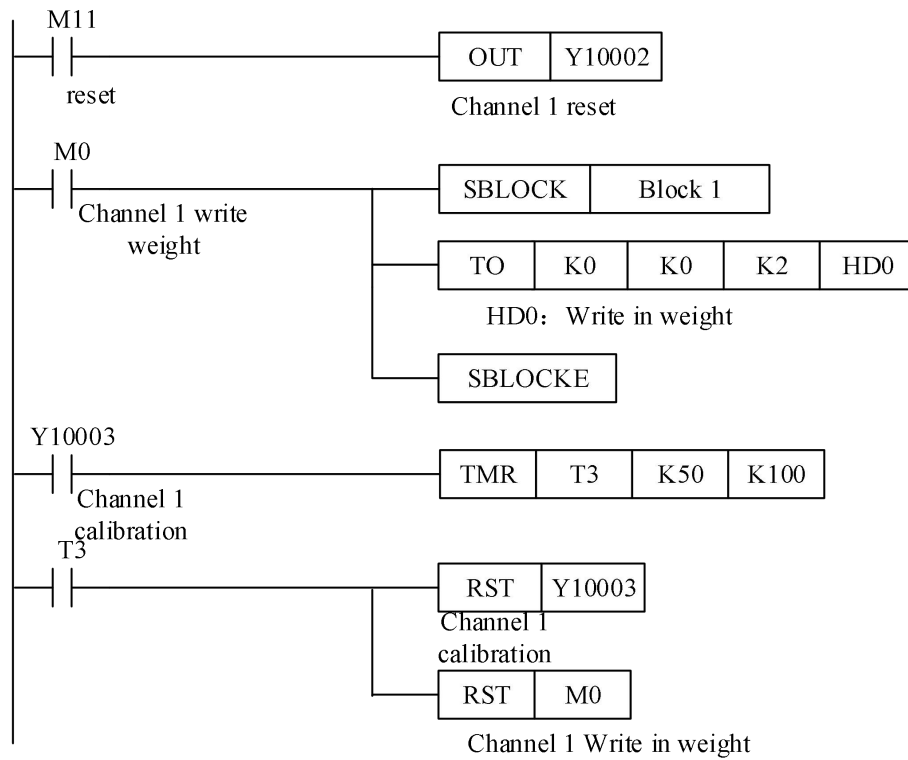 M11
OUT Y10002
reset
Channel 1 reset
M0
SBLOCK Block 1
Channel 1 write
weight
TO K0 K0 K2 HD0
HD0：Write in weight
SBLOCKE
Y10003
TMR T3 K50 K100
Channel 1
calibration
T3
RST Y10003
Channel 1
calibration
RST M0
Channel 1 Write in weight